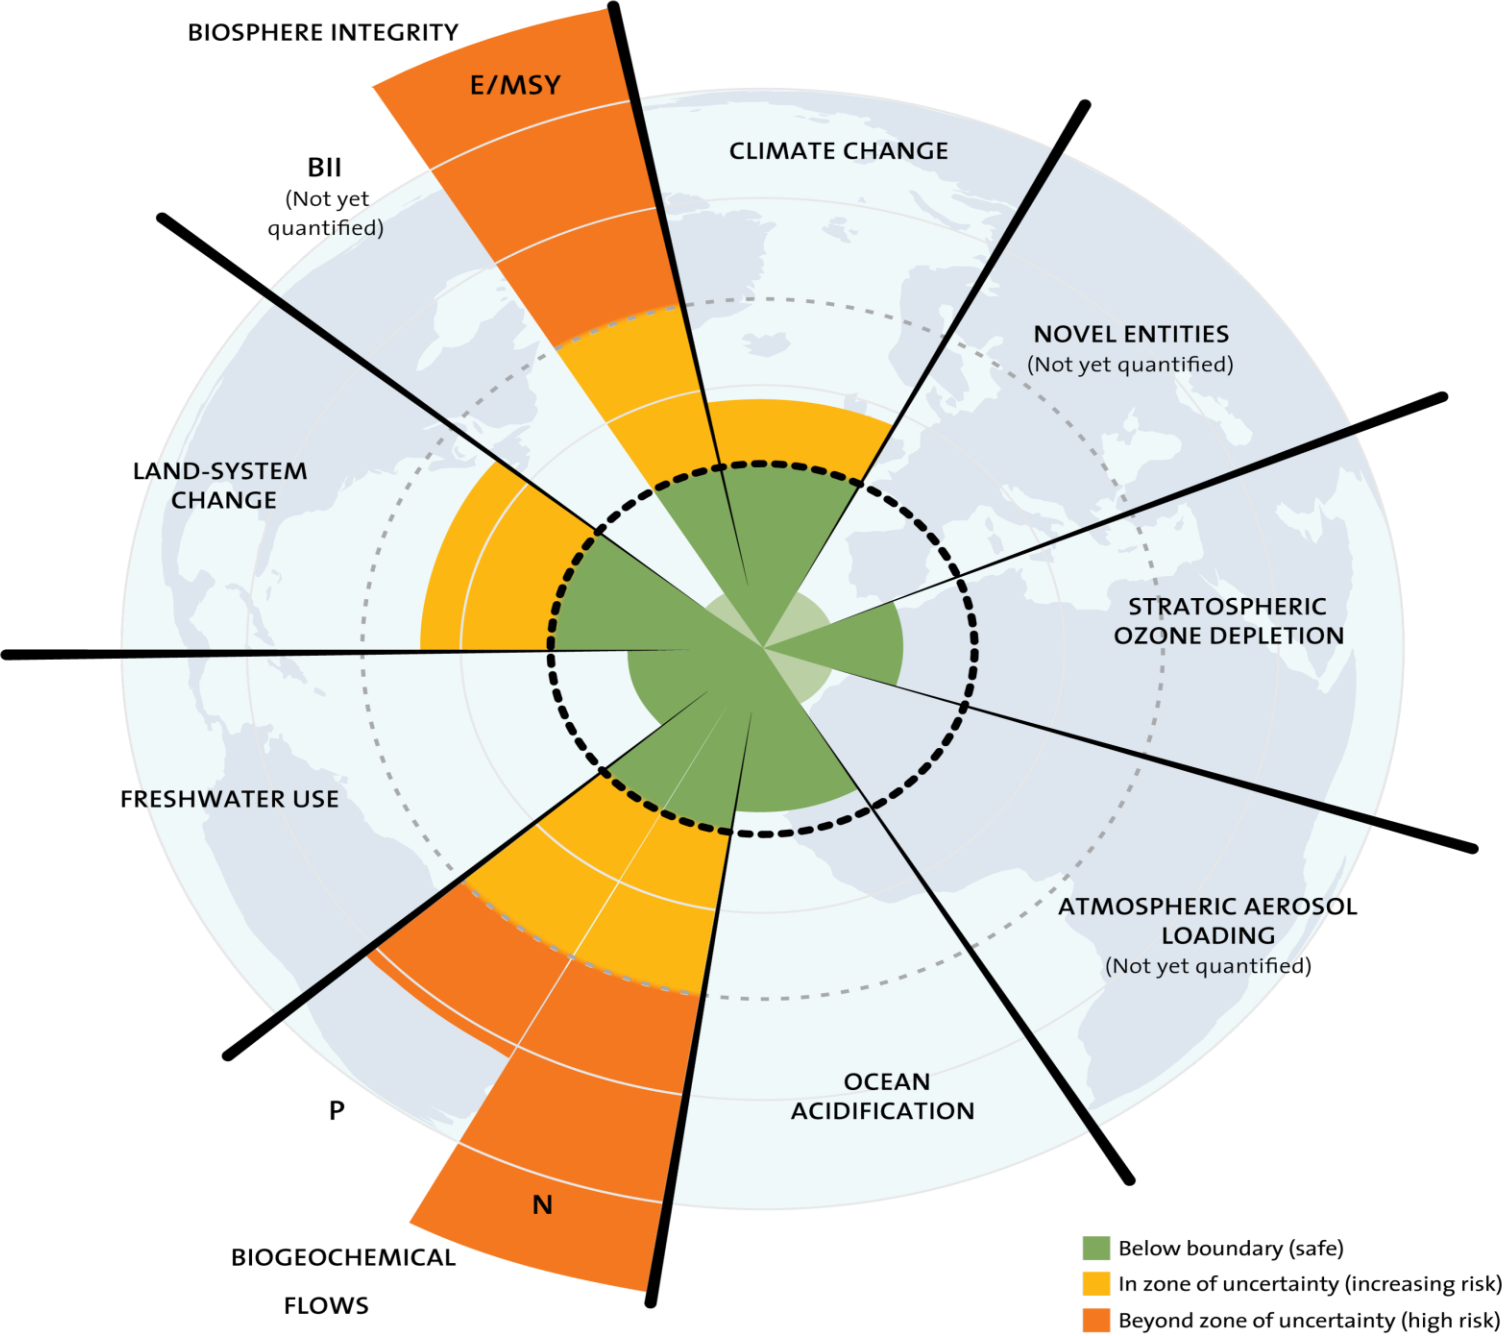 BIOSPHERE INTEGRITY
E/MSY
BII
(Not yet
quantified)
CLIMATE CHANGE
NOVEL ENTITIES
(Not yet quantified)
LAND-SYSTEM
CHANGE
STRATOSPHERIC
OZONE DEPLETION
FRESHWATER USE
ATMOSPHERIC AEROSOL
LOADING
(Not yet quantified)
OCEAN
ACIDIFICATION
P
N
BIOGEOCHEMICAL
FLOWS
Below boundary (safe)
In zone of uncertainty (increasing risk)
Beyond zone of uncertainty (high risk)